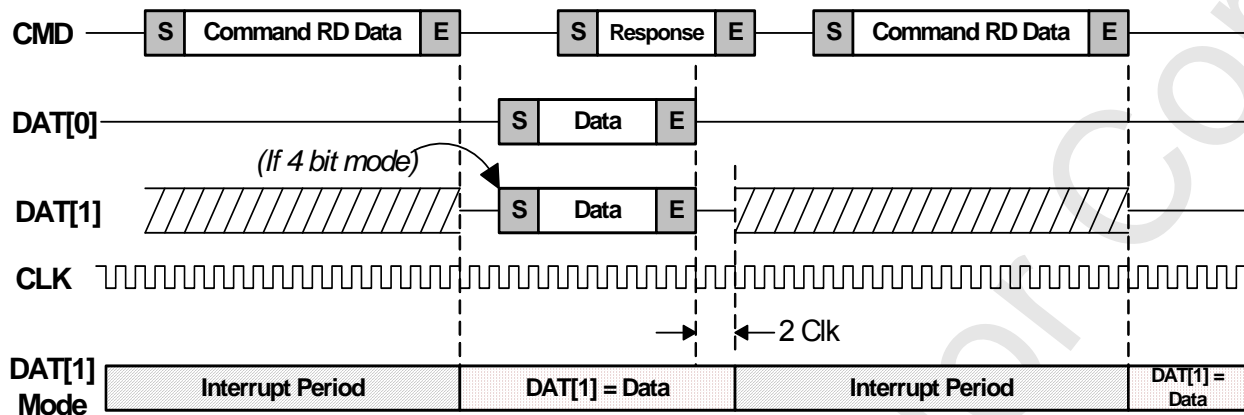 CMD S Command RD Data E S Response E S Command RD Data E
DAT[0] S Data E
(If 4 bit mode)
DAT[1] S Data E
CLK
2 Clk
DAT[1] Mode Interrupt Period DAT[1] = Data Interrupt Period DAT[1] = Data